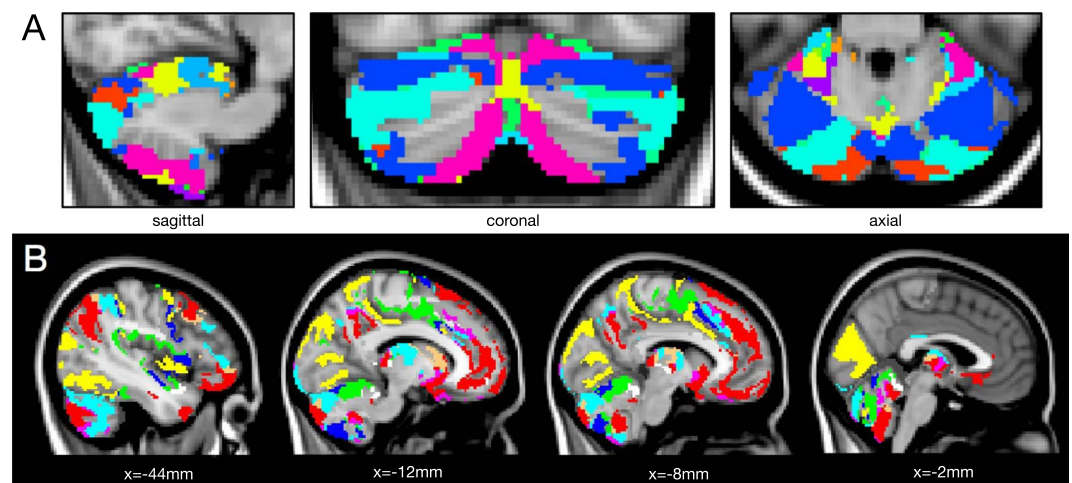 A
sagittal
coronal
axial
B
x=-44mm
x=-12mm
x=-8mm
x=-2mm